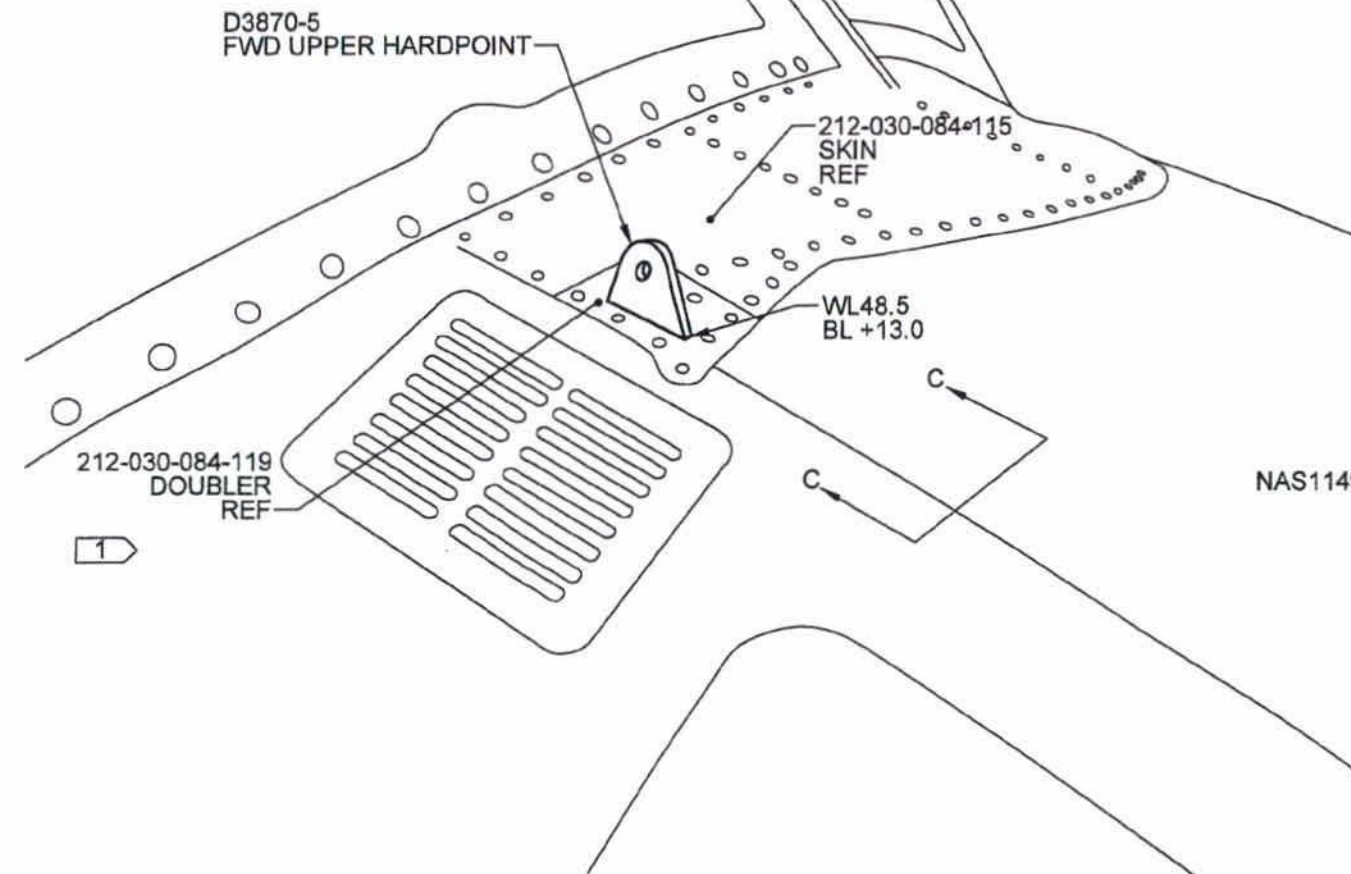 D3870-5
FWD UPPER HARDPOINT
212-030-084-115
SKIN
REF
WL48.5
BL +13.0
C
C
212-030-084-119
DOUBLER
REF
1